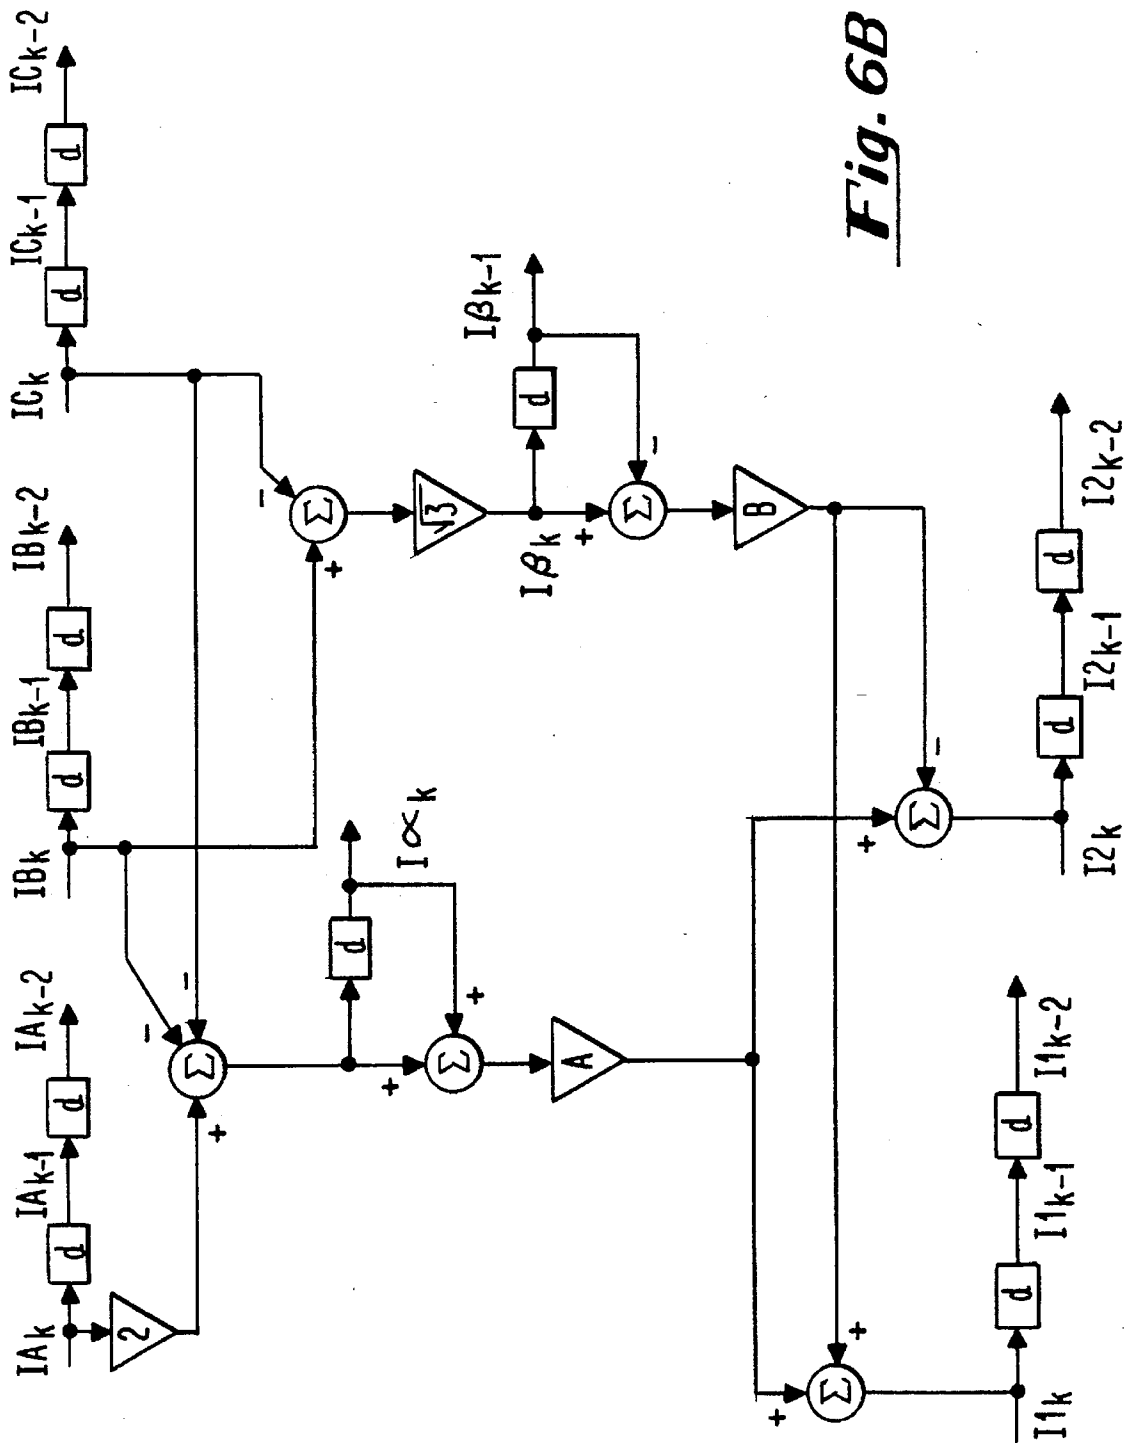 IAk
IAk-1
IAk-2
IBk
IBk-1
IBk-2
ICk
ICk-1
ICk-2
d
d
d
d
d
d
2
+
-
-
Σ
+
-
Σ
√3
d
Iαk
+
+
Σ
A
Iβk
d
Iβk-1
+
-
Σ
B
+
+
Σ
+
-
Σ
I1k
d
I1k-1
d
I1k-2
I2k
d
I2k-1
d
I2k-2
Fig. 6B